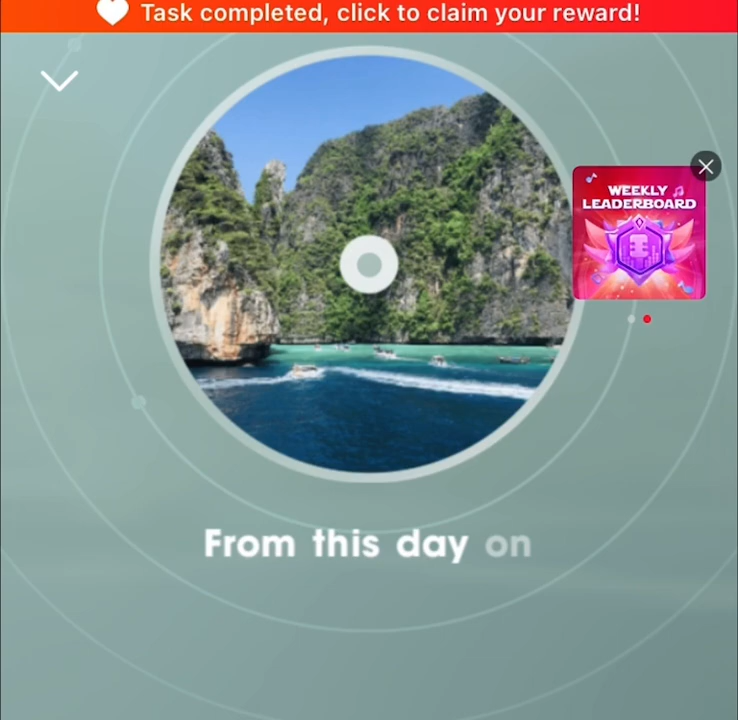 Task completed, click to claim your reward!
WEEKLY
LEADERBOARD
From this day on